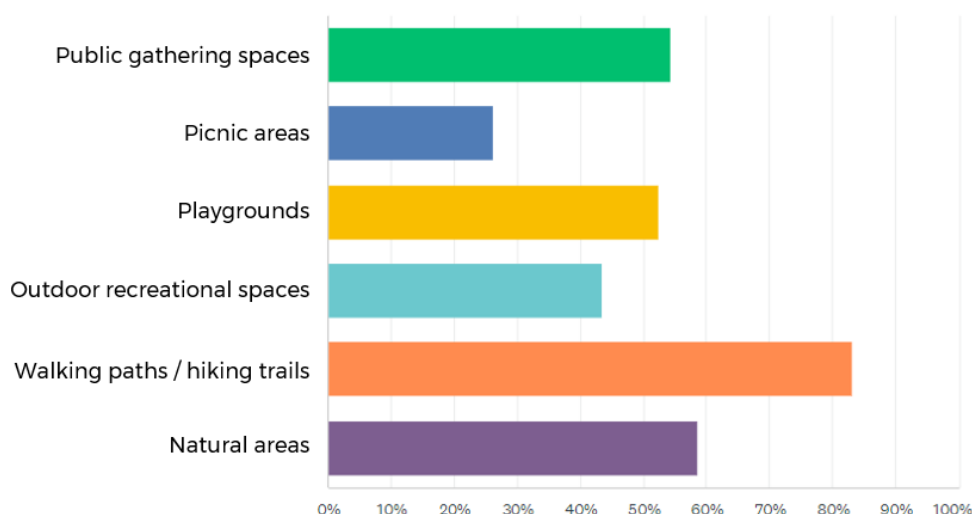 Public gathering spaces
Picnic areas
Playgrounds
Outdoor recreational spaces
Walking paths / hiking trails
Natural areas
0% 10% 20% 30% 40% 50% 60% 70% 80% 90% 100%